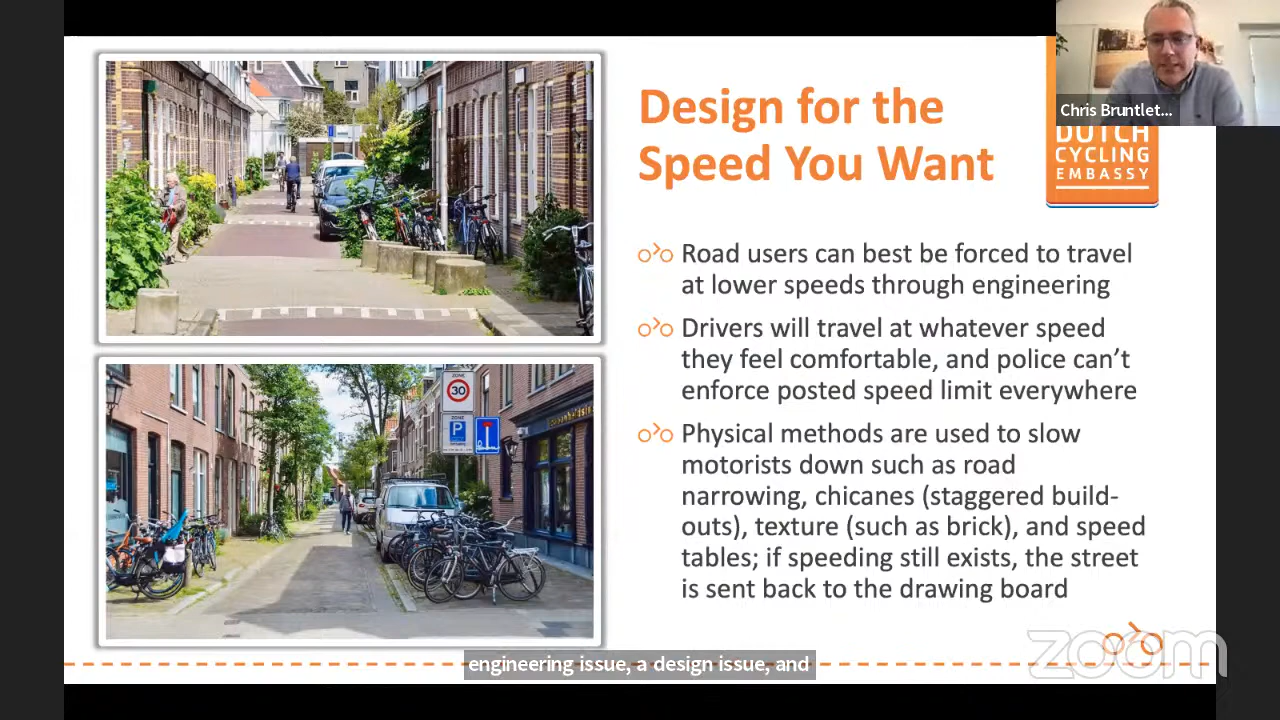 Design for the
Speed You Want
Chris Bruntlet...
DUTCH
CYCLING
EMBASSY
Road users can best be forced to travel
at lower speeds through engineering
Drivers will travel at whatever speed
they feel comfortable, and police can't
enforce posted speed limit everywhere
Physical methods are used to slow
motorists down such as road
narrowing, chicanes (staggered build-
outs), texture (such as brick), and speed
tables; if speeding still exists, the street
is sent back to the drawing board
ZONE
30
ZONE
P
engineering issue, a design issue, and
zoom